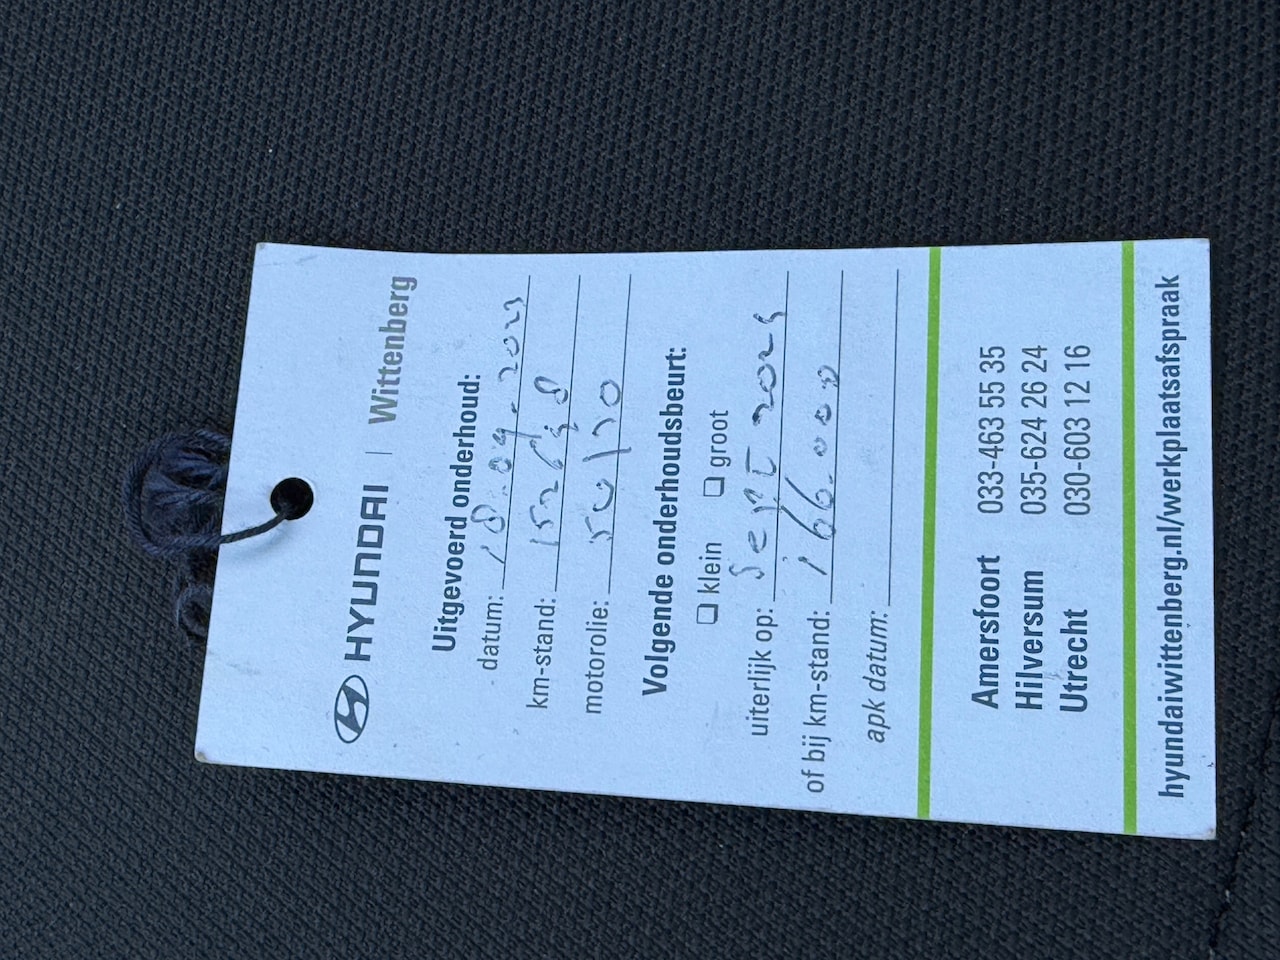 HYUNDAI | Wittenberg
Uitgevoerd onderhoud:
datum: 18.09.2023
km-stand:
motorolie:
Volgende onderhoudsbeurt:
klein groot
uiterlijk op: Sept
of bij km-stand: 166.000
apk datum:
Amersfoort 033-463 55 35
Hilversum 035-624 26 24
Utrecht 030-603 12 16
hyundaiwittenberg.nl/werkplaatsafspraak